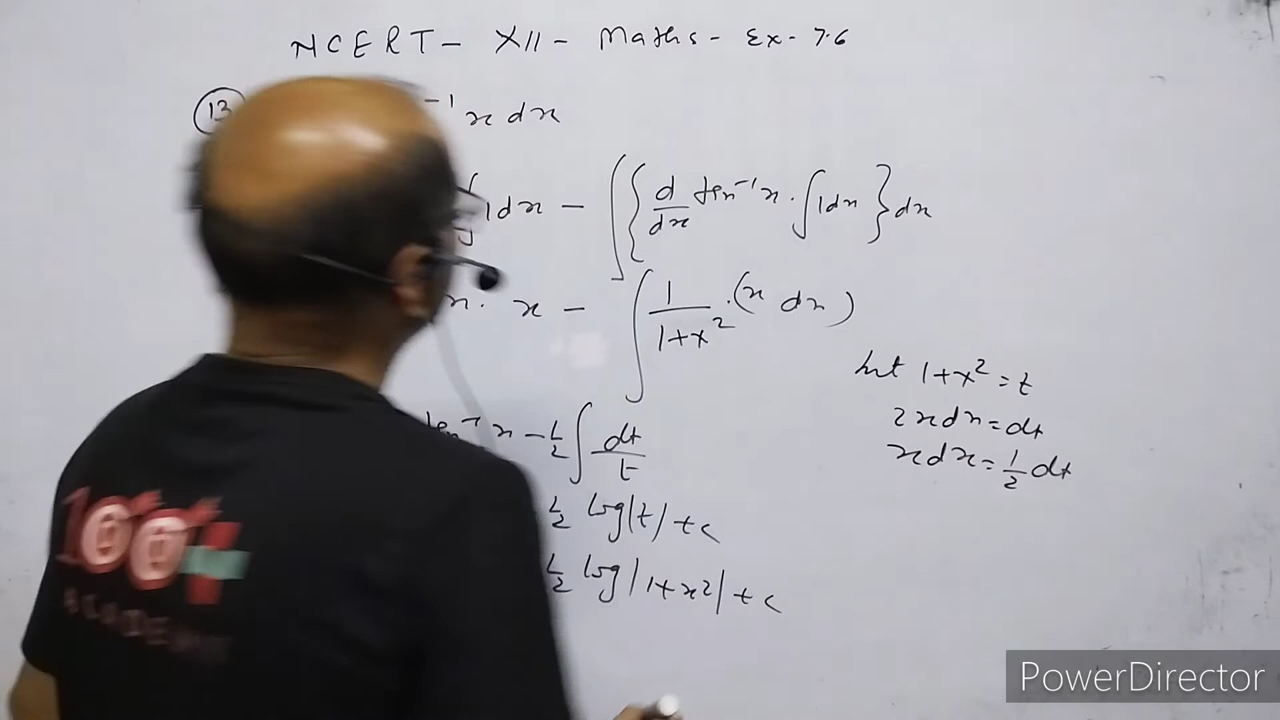 NCERT - XII - Maths - Ex - 7.6
13 ⁻¹ x dx
∫1dx - ∫{d/dx tan⁻¹x . ∫1dx}dx
x. x - ∫1/1+x² . (x dx)
Let 1+x² = t
2xdx = dt
xdx = 1/2 dt
tan⁻¹x - 1/2 ∫dt/t
1/2 log|t| + c
1/2 log|1+x²| + c
100+
ACADEMY
PowerDirector